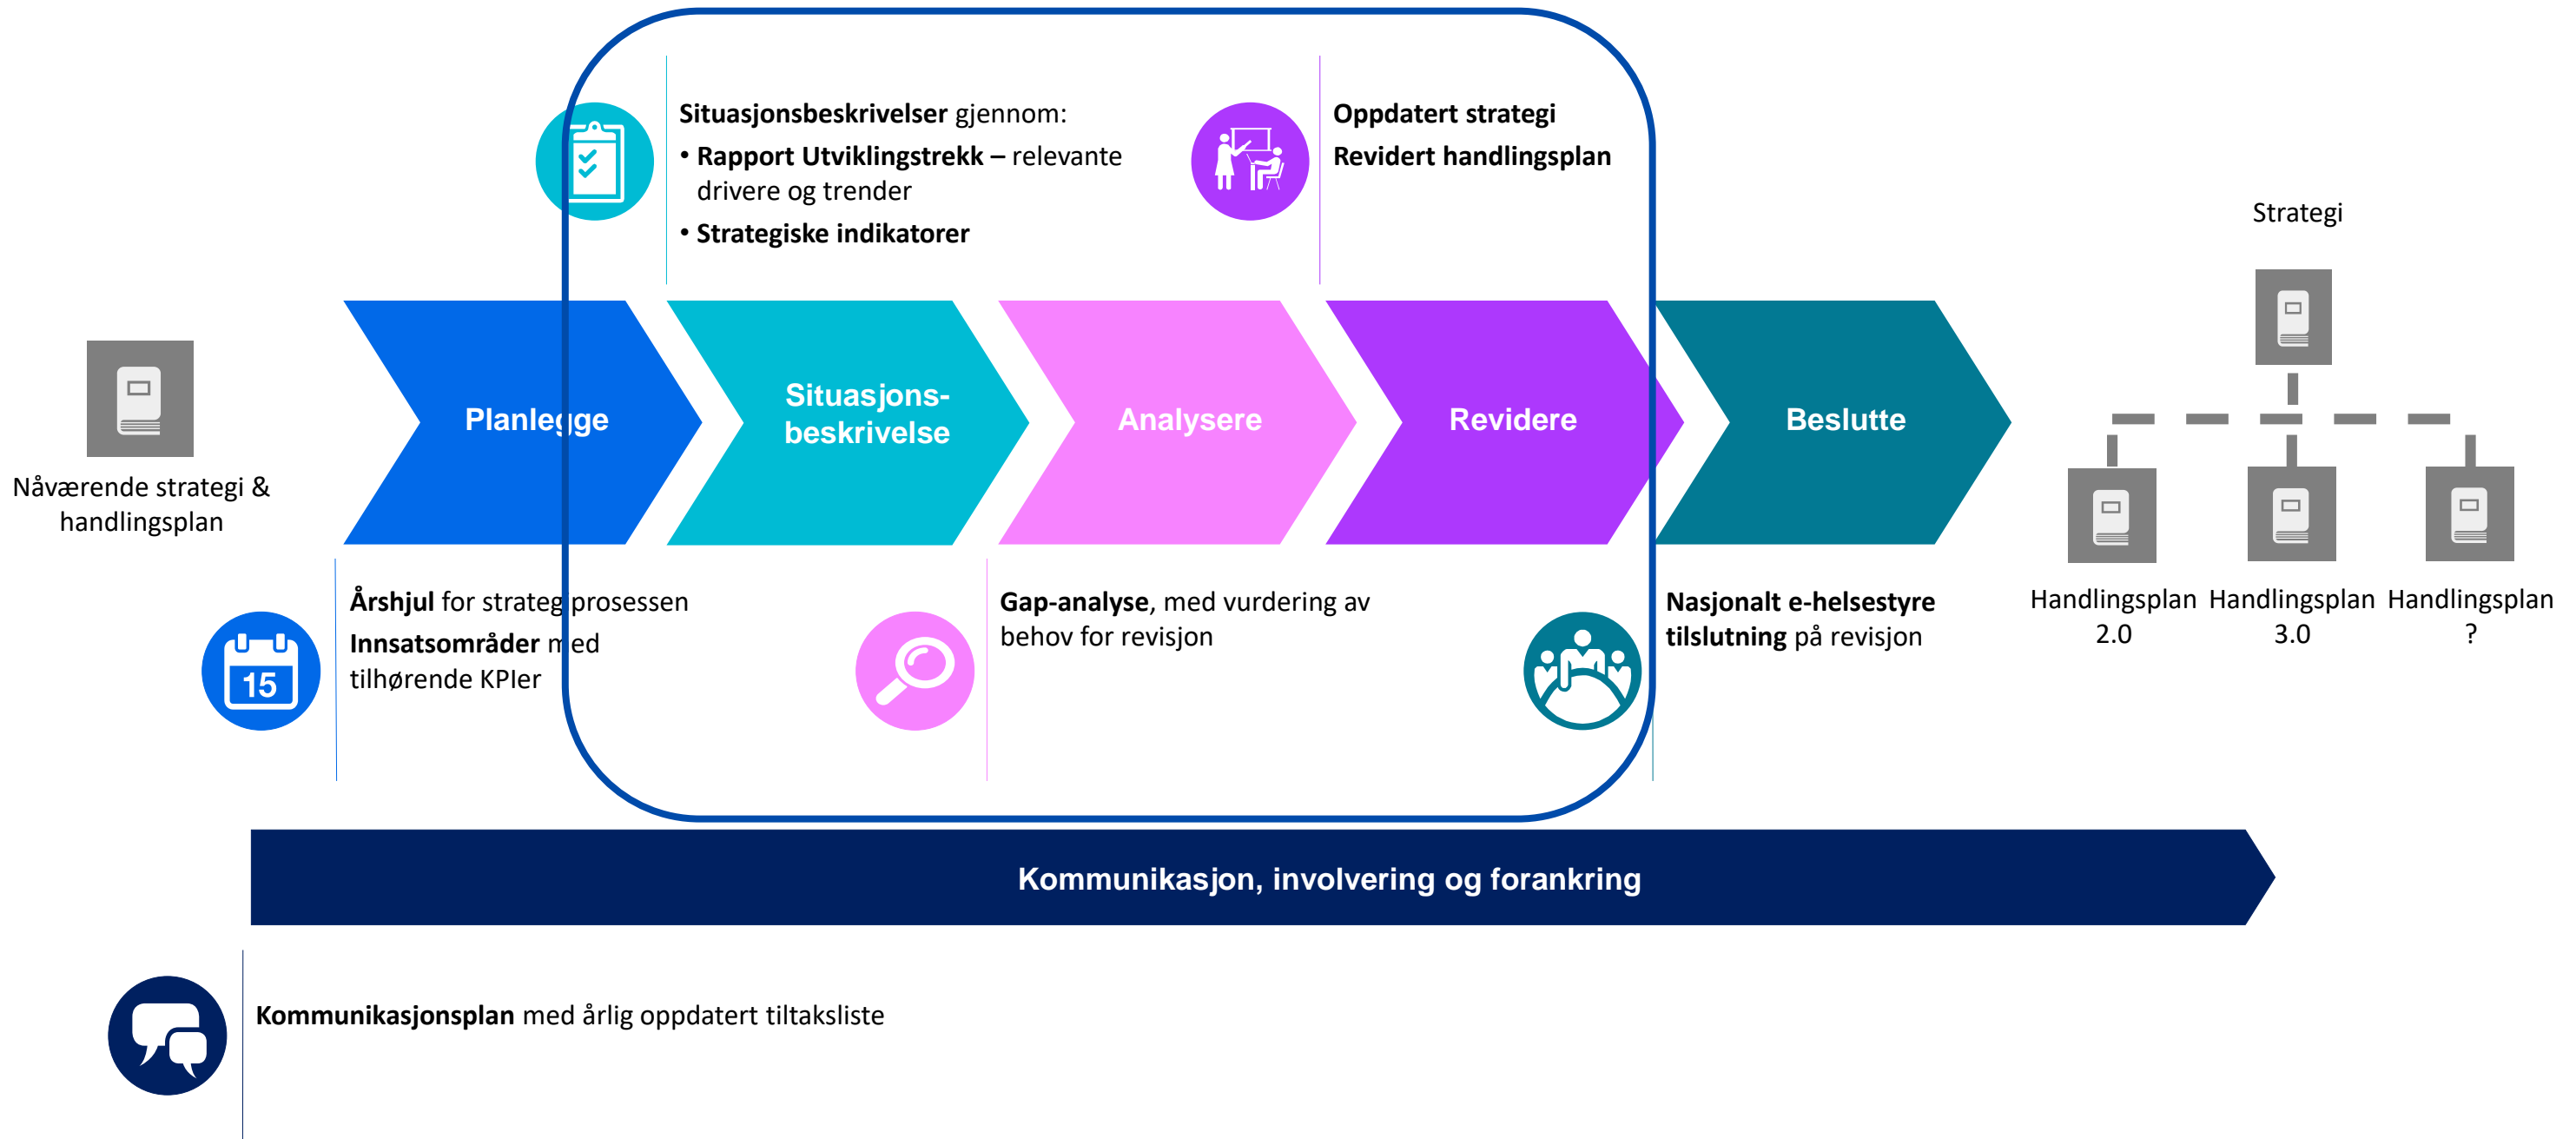 Situasjonsbeskrivelser gjennom:
• Rapport Utviklingstrekk – relevante
drivere og trender
• Strategiske indikatorer
Oppdatert strategi
Revidert handlingsplan
Strategi
Nåværende strategi &
handlingsplan
Planlegge
Situasjons-
beskrivelse
Analysere
Revidere
Beslutte
Årshjul for strategiprosessen
Innsatsområder med
tilhørende KPIer
15
Gap-analyse, med vurdering av
behov for revisjon
Nasjonalt e-helsestyre
tilslutning på revisjon
Handlingsplan
2.0
Handlingsplan
3.0
Handlingsplan
?
Kommunikasjon, involvering og forankring
Kommunikasjonsplan med årlig oppdatert tiltaksliste